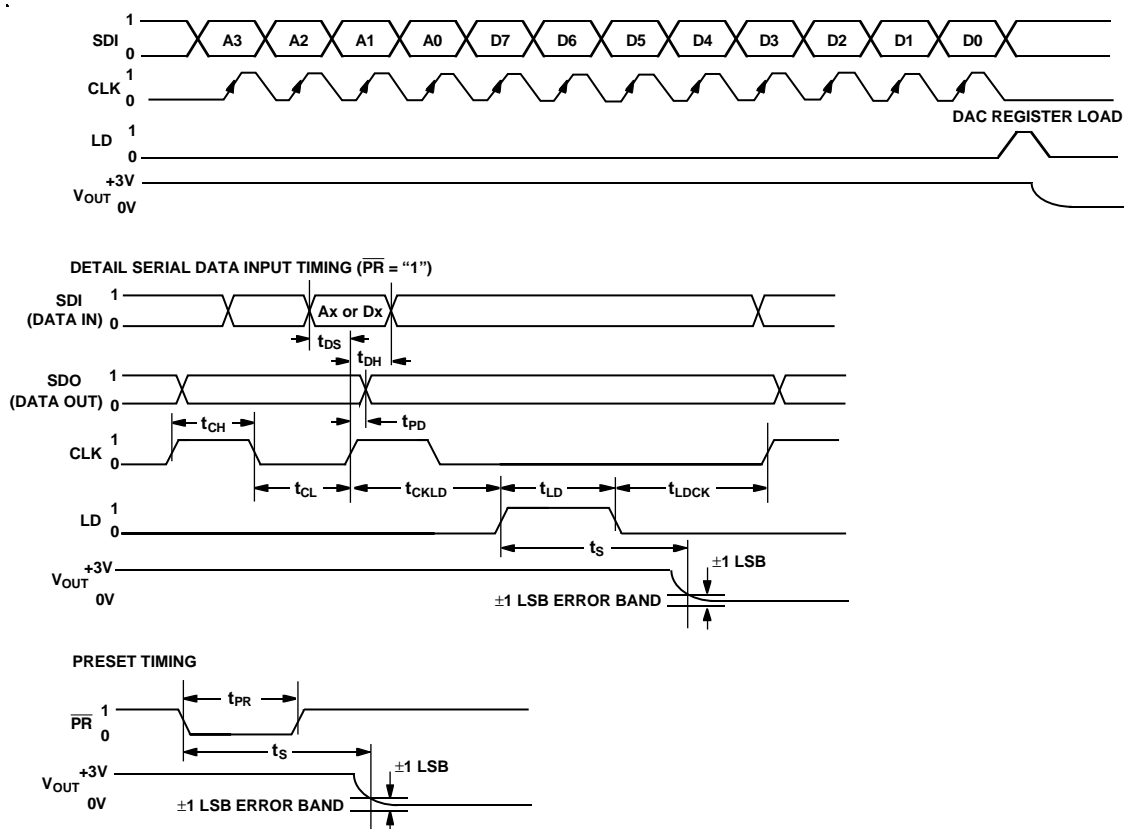 1
SDI A3 A2 A1 A0 D7 D6 D5 D4 D3 D2 D1 D0
0
1
CLK
0
DAC REGISTER LOAD
1
LD
0
+3V
VOUT
0V
DETAIL SERIAL DATA INPUT TIMING (PR = “1”)
SDI 1
(DATA IN) 0 Ax or Dx
tDS
tDH
SDO 1
(DATA OUT) 0
tCH tPD
1
CLK
0
tCL tCKLD tLD tLDCK
1
LD
0
tS
+3V
±1 LSB
VOUT
0V ±1 LSB ERROR BAND
PRESET TIMING
tPR
1
PR
0
tS
+3V
±1 LSB
VOUT
0V ±1 LSB ERROR BAND